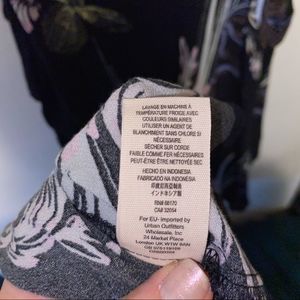 LAVAGE EN MACHINE À
TEMPÉRATURE FROIDE AVEC
COULEURS SIMILAIRES
UTILISER UN AGENT DE
BLANCHIMENT SANS CHLORE SI
NÉCESSAIRE
SÉCHER SUR CORDE
FAIBLE COMME FER NÉCESSAIRES
PEUT-ÊTRE ÊTRE NETTOYÉE SEC
HECHO EN INDONESIA
FABRICADO NA INDONÉSIA
印度尼西亞制造
インドネシア製
RN# 66170
CA# 32054
For EU- imported by
Urban Outfitters
Wholesale, Inc
24 Market Place
London UK W1W 8AN